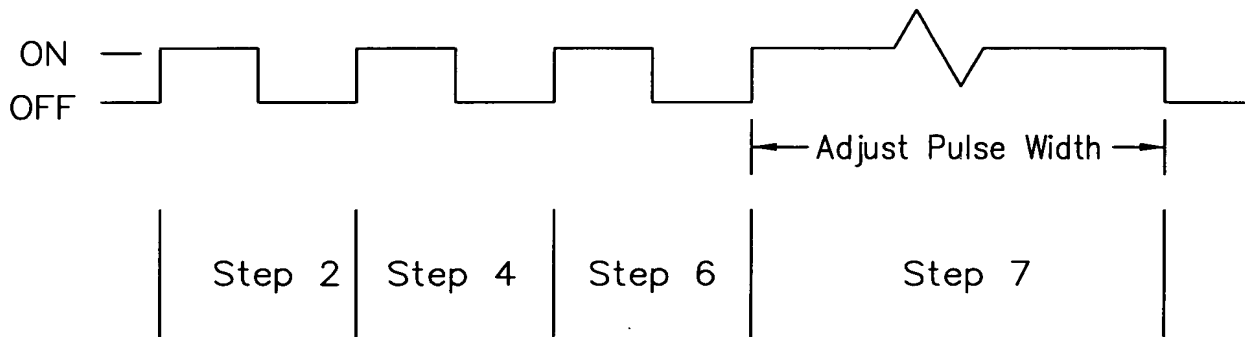 ON
OFF
Adjust Pulse Width
Step 2
Step 4
Step 6
Step 7